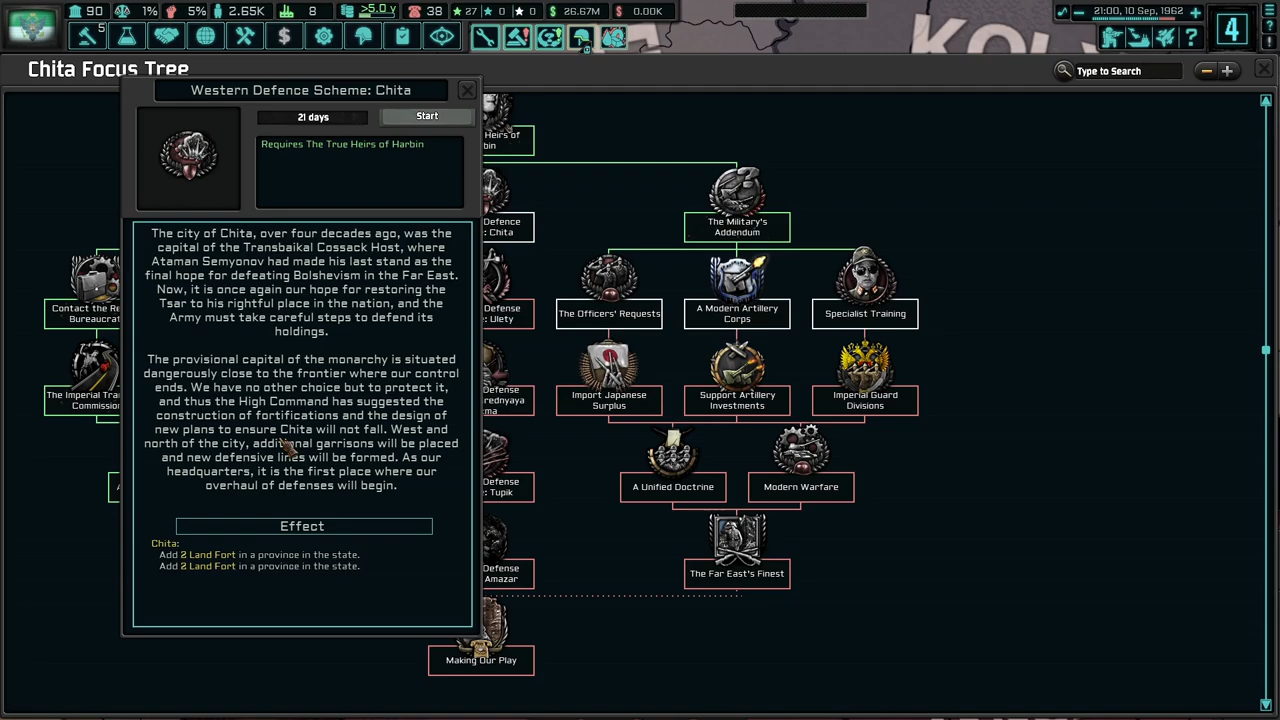 90
1%
5%
2.65K
8
>5.0 y
38
27
0
0
26.67M
0.00K
21:00, 10 Sep, 1962
4
5
KOLY
Chita Focus Tree
Type to Search
Western Defence Scheme: Chita
21 days
Start
Requires The True Heirs of Harbin
The city of Chita, over four decades ago, was the
capital of the Transbaikal Cossack Host, where
Ataman Semyonov had made his last stand as the
final hope for defeating Bolshevism in the Far East.
Now, it is once again our hope for restoring the
Tsar to his rightful place in the nation, and the
Army must take careful steps to defend its
holdings.
The provisional capital of the monarchy is situated
dangerously close to the frontier where our control
ends. We have no other choice but to protect it,
and thus the High Command has suggested the
construction of fortifications and the design of
new plans to ensure Chita will not fall. West and
north of the city, additional garrisons will be placed
and new defensive lines will be formed. As our
headquarters, it is the first place where our
overhaul of defenses will begin.
Effect
Chita:
Add 2 Land Fort in a province in the state.
Add 2 Land Fort in a province in the state.
Heirs of
bin
Defence
: Chita
The Military's
Addendum
Contact the Re
Bureaucrat
Defense
: Ulety
The Officers' Requests
A Modern Artillery
Corps
Specialist Training
The Imperial Tra
Commissio
Defense
rednyaya
rma
Import Japanese
Surplus
Support Artillery
Investments
Imperial Guard
Divisions
A
Defense
: Tupik
A Unified Doctrine
Modern Warfare
Defense
Amazar
The Far East's Finest
Making Our Play